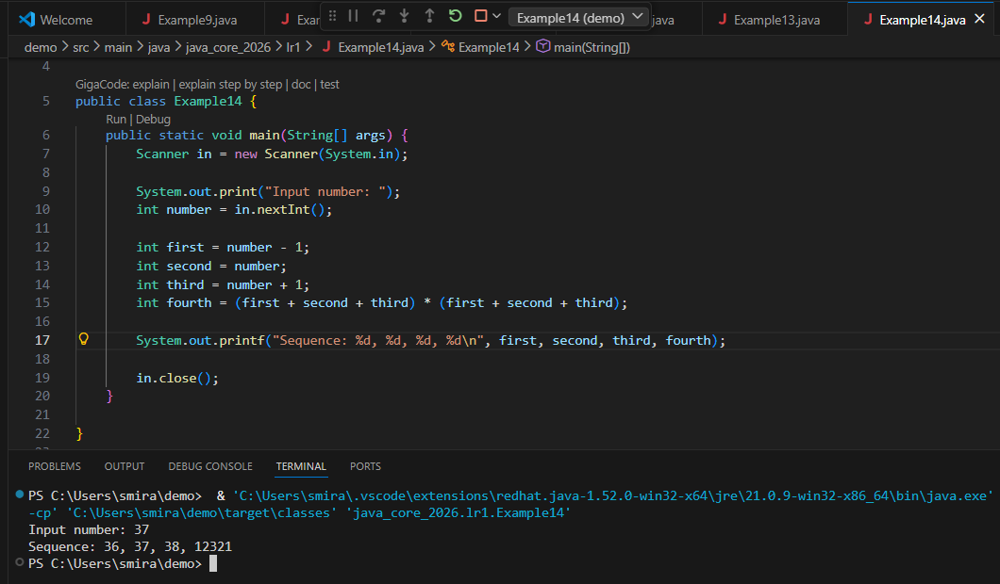 Welcome Example9.java Exar Example14 (demo) java Example13.java Example14.java
demo > src > main > java > java_core_2026 > lr1 > Example14.java > Example14 > main(String[])
4
GigaCode: explain | explain step by step | doc | test
5 public class Example14 {
Run | Debug
6 public static void main(String[] args) {
7 Scanner in = new Scanner(System.in);
8
9 System.out.print("Input number: ");
10 int number = in.nextInt();
11
12 int first = number - 1;
13 int second = number;
14 int third = number + 1;
15 int fourth = (first + second + third) * (first + second + third);
16
17 System.out.printf("Sequence: %d, %d, %d, %d\n", first, second, third, fourth);
18
19 in.close();
20 }
21
22 }
PROBLEMS OUTPUT DEBUG CONSOLE TERMINAL PORTS
PS C:\Users\smira\demo> & 'C:\Users\smira\.vscode\extensions\redhat.java-1.52.0-win32-x64\jre\21.0.9-win32-x86_64\bin\java.exe'
-cp' 'C:\Users\smira\demo\target\classes' 'java_core_2026.lr1.Example14'
Input number: 37
Sequence: 36, 37, 38, 12321
PS C:\Users\smira\demo>